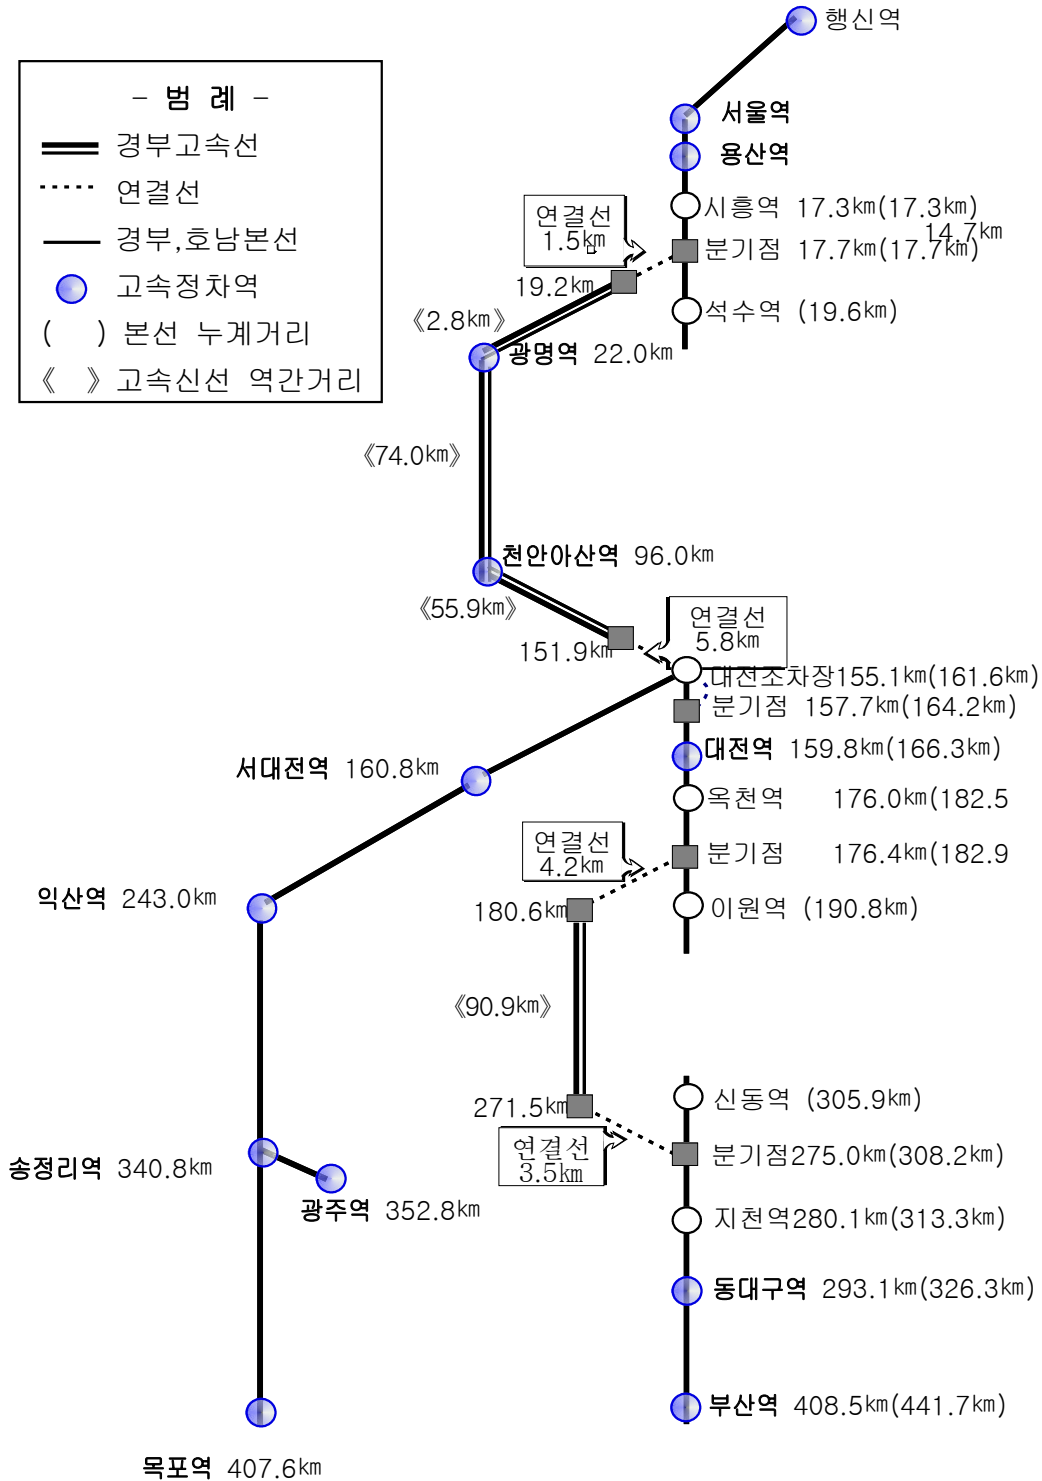 행신역
- 범 례 -
경부고속선
연결선
경부,호남본선
고속정차역
( ) 본선 누계거리
《 》고속신선 역간거리
서울역
용산역
시흥역 17.3km(17.3km)
14.7km
연결선
1.5km
분기점 17.7km(17.7km)
19.2km
석수역 (19.6km)
《2.8km》
광명역 22.0km
《74.0km》
천안아산역 96.0km
《55.9km》
151.9km
연결선
5.8km
대전조차장155.1km(161.6km)
분기점 157.7km(164.2km)
대전역 159.8km(166.3km)
서대전역 160.8km
옥천역 176.0km(182.5
연결선
4.2km
분기점 176.4km(182.9
익산역 243.0km
180.6km
이원역 (190.8km)
《90.9km》
신동역 (305.9km)
271.5km
연결선
3.5km
분기점275.0km(308.2km)
송정리역 340.8km
광주역 352.8km
지천역280.1km(313.3km)
동대구역 293.1km(326.3km)
부산역 408.5km(441.7km)
목포역 407.6km